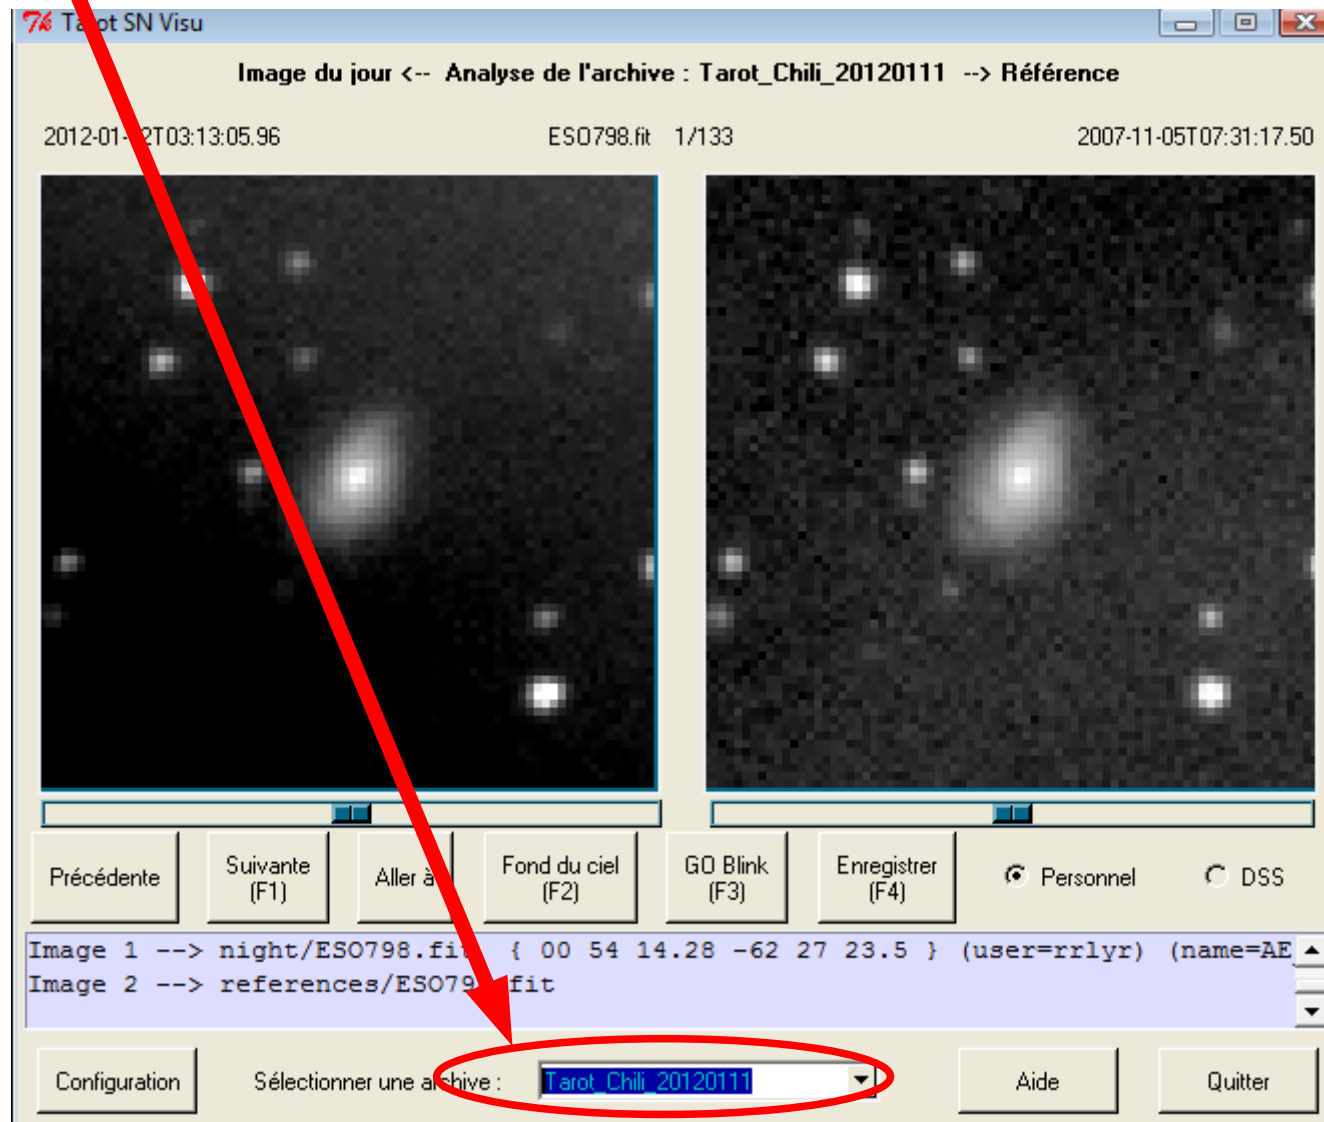 Tarot SN Visu
Image du jour <-- Analyse de l'archive : Tarot_Chili_20120111 --> Référence
2012-01-12T03:13:05.96 ESO798.fit 1/133 2007-11-05T07:31:17.50
Précédente Suivante (F1) Aller à Fond du ciel (F2) GO Blink (F3) Enregistrer (F4) Personnel DSS
Image 1 --> night/ESO798.fit { 00 54 14.28 -62 27 23.5 } (user=rrlyr) (name=AE
Image 2 --> references/ESO798.fit
Configuration Sélectionner une archive : Tarot_Chili_20120111 Aide Quitter